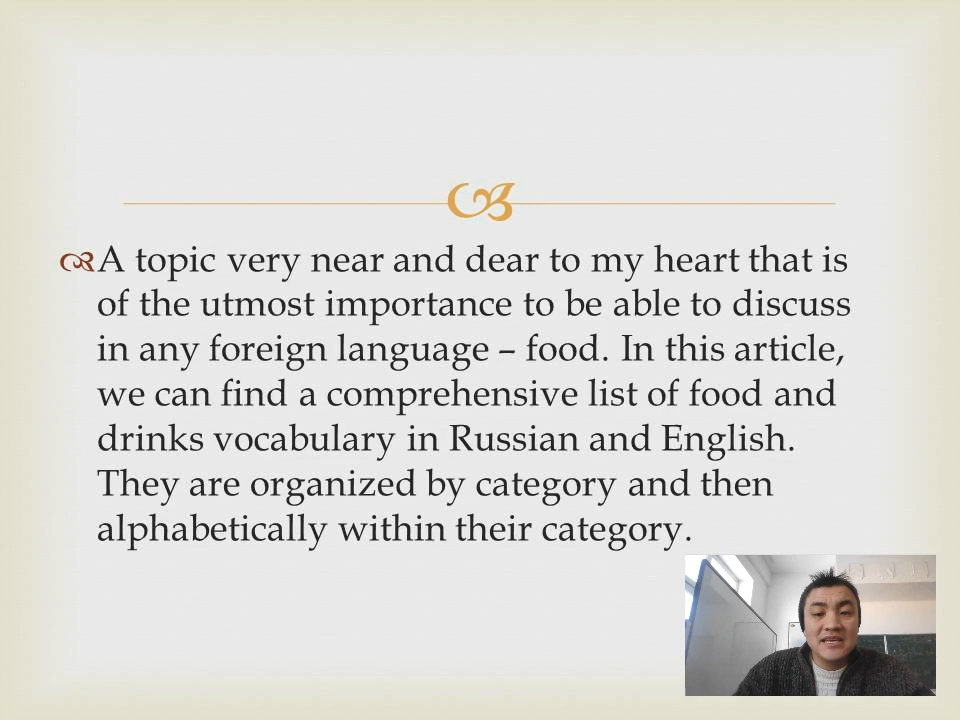 A topic very near and dear to my heart that is
of the utmost importance to be able to discuss
in any foreign language – food. In this article,
we can find a comprehensive list of food and
drinks vocabulary in Russian and English.
They are organized by category and then
alphabetically within their category.